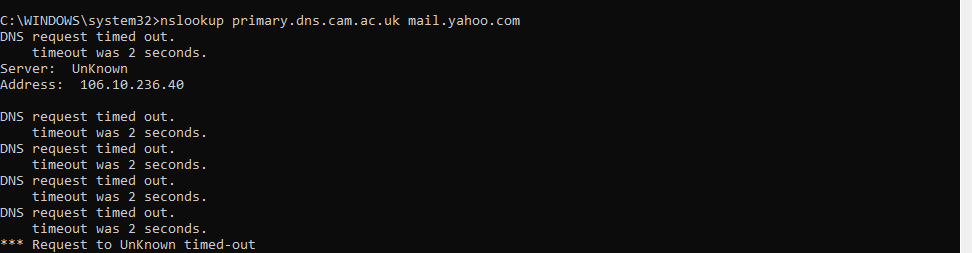 C:\WINDOWS\system32>nslookup primary.dns.cam.ac.uk mail.yahoo.com
DNS request timed out.
    timeout was 2 seconds.
Server:  UnKnown
Address:  106.10.236.40

DNS request timed out.
    timeout was 2 seconds.
DNS request timed out.
    timeout was 2 seconds.
DNS request timed out.
    timeout was 2 seconds.
DNS request timed out.
    timeout was 2 seconds.
*** Request to UnKnown timed-out